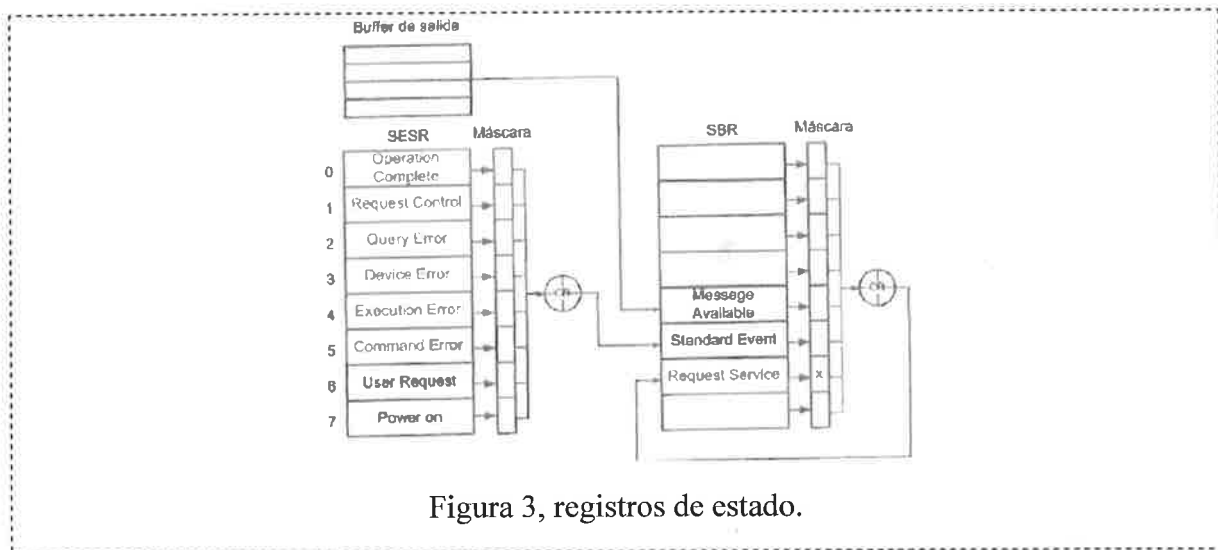 Buffer de salida
SESR
Máscara
0
Operation
Complete
1
Request Control
2
Query Error
3
Device Error
4
Execution Error
5
Command Error
6
User Request
7
Power on
OR
SBR
Máscara
Message
Available
Standard Event
Request Service
x
OR
Figura 3, registros de estado.